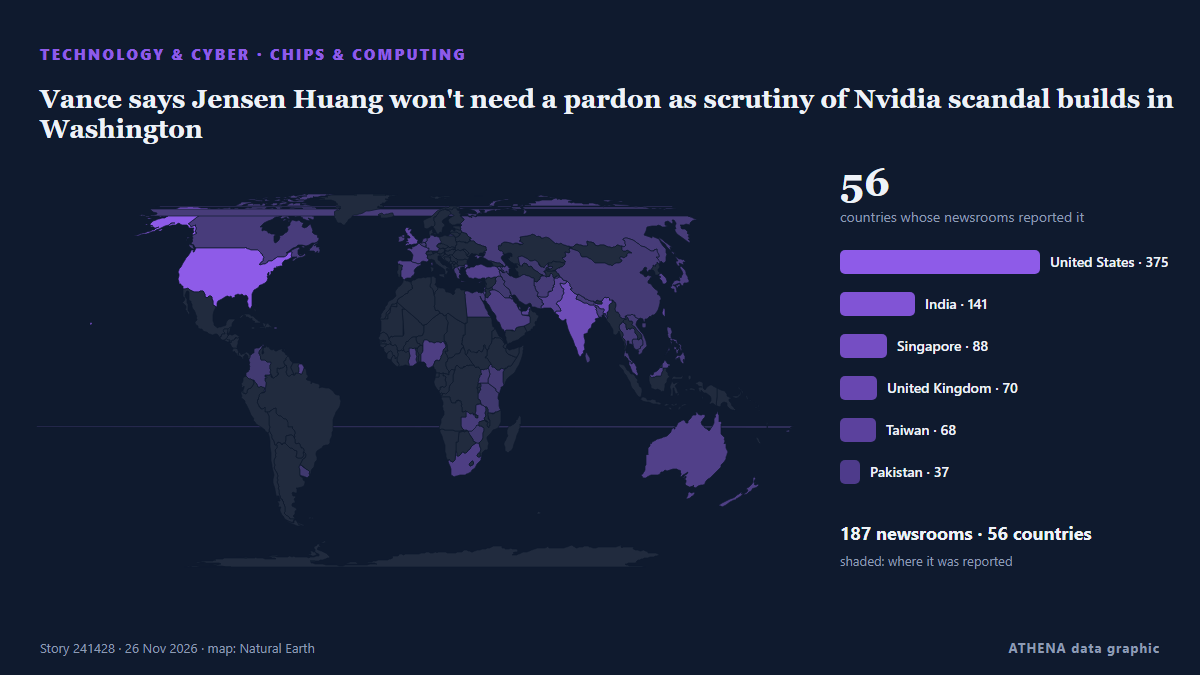 TECHNOLOGY & CYBER · CHIPS & COMPUTING
Vance says Jensen Huang won't need a pardon as scrutiny of Nvidia scandal builds in
Washington
56
countries whose newsrooms reported it
United States · 375
India · 141
Singapore · 88
United Kingdom · 70
Taiwan · 68
Pakistan · 37
187 newsrooms · 56 countries
shaded: where it was reported
Story 241428 · 26 Nov 2026 · map: Natural Earth
ATHENA data graphic